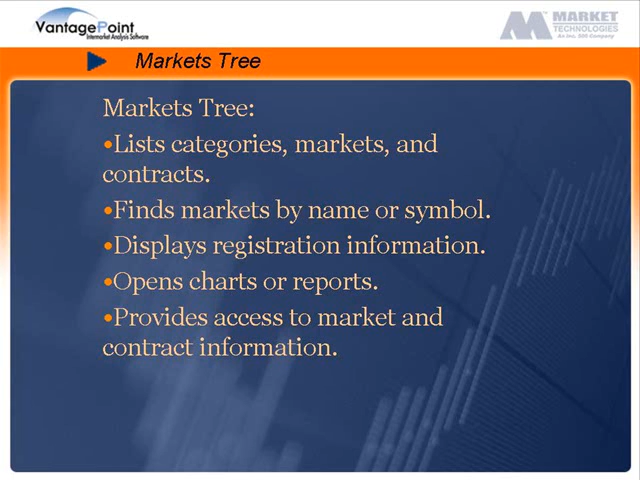 VantagePoint
Intermarket Analysis Software
MARKET
TECHNOLOGIES
An Inc. 500 Company
Markets Tree
Markets Tree:
•Lists categories, markets, and
contracts.
•Finds markets by name or symbol.
•Displays registration information.
•Opens charts or reports.
•Provides access to market and
contract information.